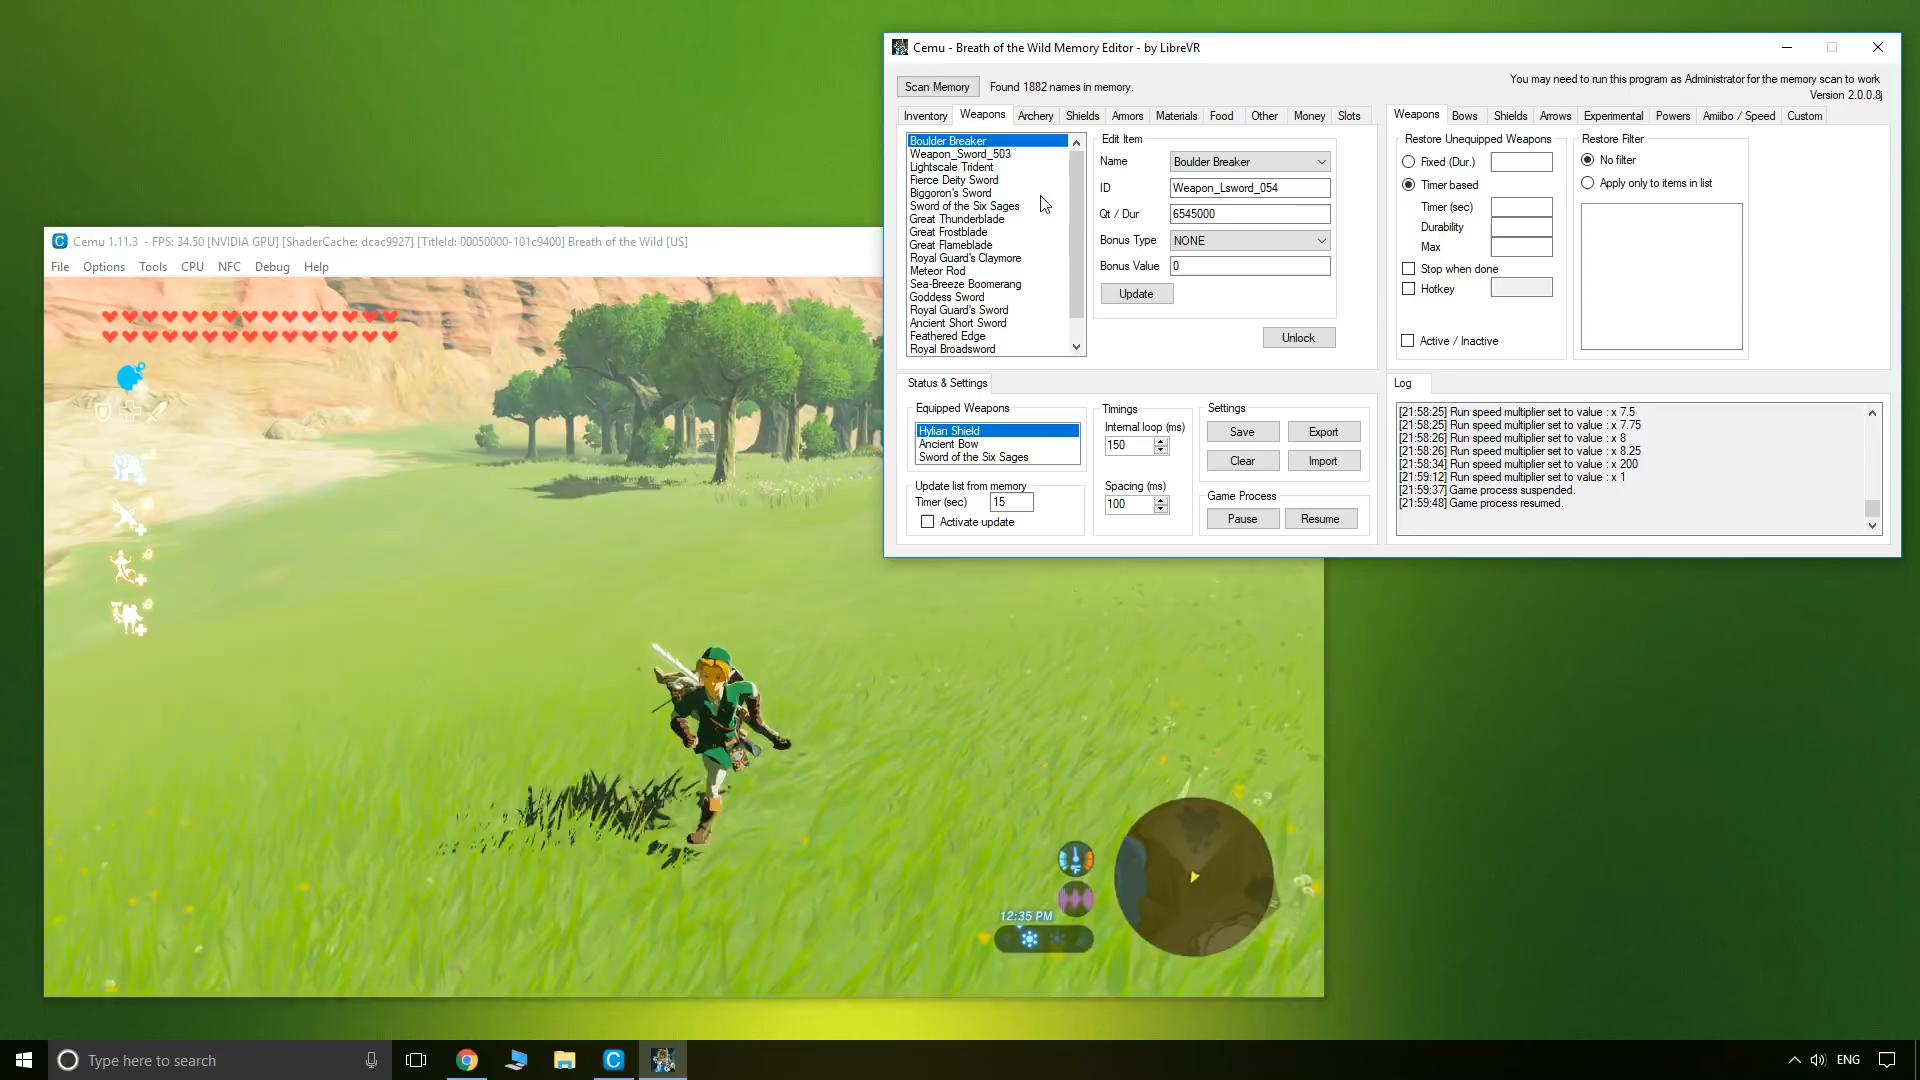 Cemu - Breath of the Wild Memory Editor - by LibreVR
Scan Memory
Found 1882 names in memory.
You may need to run this program as Administrator for the memory scan to work
Version 2.0.0.8j
Inventory Weapons Archery Shields Armors Materials Food Other Money Slots
Boulder Breaker
Weapon_Sword_503
Lightscale Trident
Fierce Deity Sword
Biggoron's Sword
Sword of the Six Sages
Great Thunderblade
Great Frostblade
Great Flameblade
Royal Guard's Claymore
Meteor Rod
Sea-Breeze Boomerang
Goddess Sword
Royal Guard's Sword
Ancient Short Sword
Feathered Edge
Royal Broadsword
Edit Item
Name Boulder Breaker
ID Weapon_Lsword_054
Qt / Dur 6545000
Bonus Type NONE
Bonus Value 0
Update
Unlock
Weapons Bows Shields Arrows Experimental Powers Amiibo / Speed Custom
Restore Unequipped Weapons
Fixed (Dur.)
Timer based
Timer (sec)
Durability
Max
Stop when done
Hotkey
Active / Inactive
Restore Filter
No filter
Apply only to items in list
Status & Settings
Equipped Weapons
Hylian Shield
Ancient Bow
Sword of the Six Sages
Update list from memory
Timer (sec) 15
Activate update
Timings
Internal loop (ms)
150
Spacing (ms)
100
Settings
Save Export
Clear Import
Game Process
Pause Resume
Log
[21:58:25] Run speed multiplier set to value : x 7.5
[21:58:25] Run speed multiplier set to value : x 7.75
[21:58:26] Run speed multiplier set to value : x 8
[21:58:26] Run speed multiplier set to value : x 8.25
[21:58:34] Run speed multiplier set to value : x 200
[21:59:12] Run speed multiplier set to value : x 1
[21:59:37] Game process suspended.
[21:59:48] Game process resumed.
Cemu 1.11.3 - FPS: 34.50 [NVIDIA GPU] [ShaderCache: dcac9927] [TitleId: 00050000-101c9400] Breath of the Wild [US]
File Options Tools CPU NFC Debug Help
12:35 PM
Type here to search
ENG